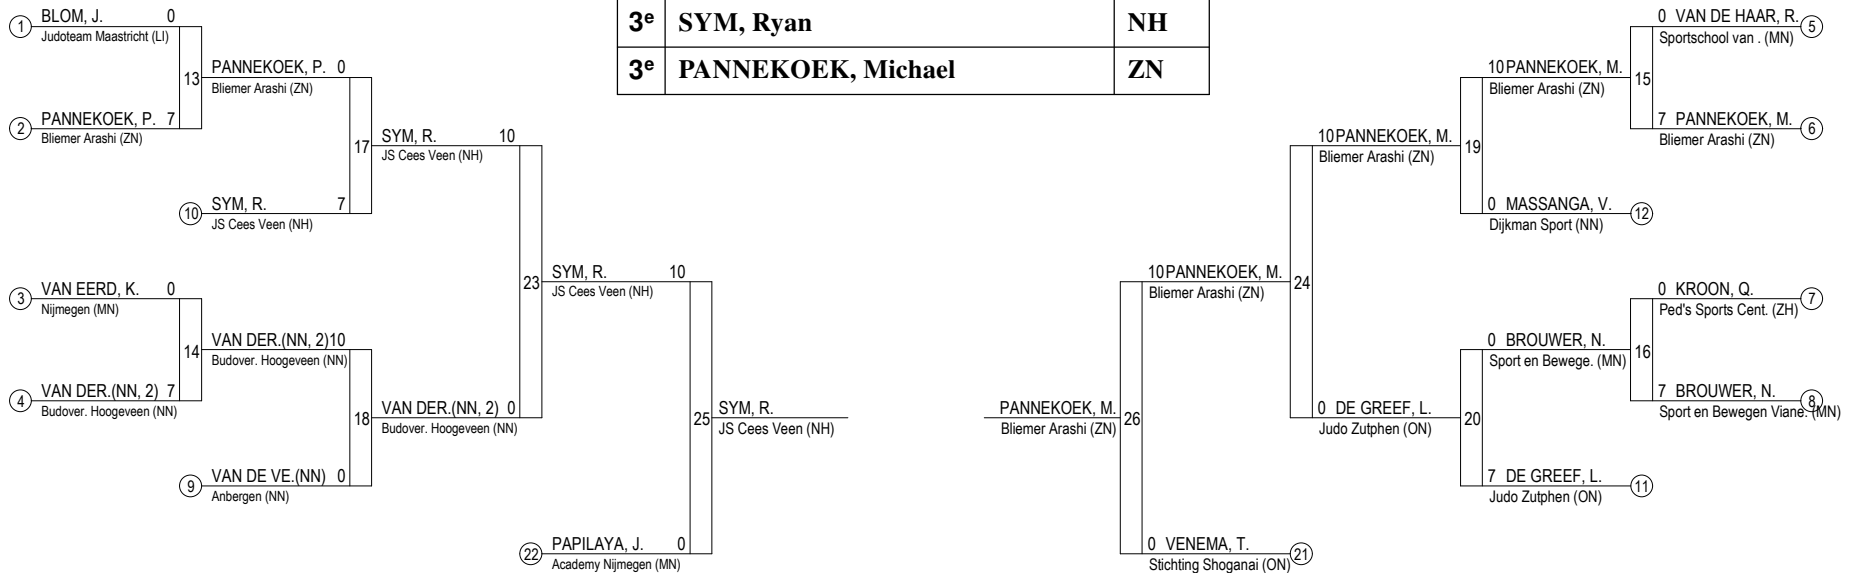 3e SYM, Ryan NH
3e PANNEKOEK, Michael ZN
1 BLOM, J. 0
Judoteam Maastricht (LI)
13 PANNEKOEK, P. 0
Bliemer Arashi (ZN)
2 PANNEKOEK, P. 7
Bliemer Arashi (ZN)
17 SYM, R. 10
JS Cees Veen (NH)
10 SYM, R. 7
JS Cees Veen (NH)
23 SYM, R. 10
JS Cees Veen (NH)
3 VAN EERD, K. 0
Nijmegen (MN)
14 VAN DER.(NN, 2) 10
Budover. Hoogeveen (NN)
4 VAN DER.(NN, 2) 7
Budover. Hoogeveen (NN)
18 VAN DER.(NN, 2) 0
Budover. Hoogeveen (NN)
9 VAN DE VE.(NN) 0
Anbergen (NN)
25 SYM, R.
JS Cees Veen (NH)
22 PAPILAYA, J. 0
Academy Nijmegen (MN)
0 VAN DE HAAR, R. 5
Sportschool van . (MN)
10 PANNEKOEK, M. 15
Bliemer Arashi (ZN)
7 PANNEKOEK, M. 6
Bliemer Arashi (ZN)
10 PANNEKOEK, M. 19
Bliemer Arashi (ZN)
0 MASSANGA, V. 12
Dijkman Sport (NN)
10 PANNEKOEK, M. 24
Bliemer Arashi (ZN)
0 KROON, Q. 7
Ped's Sports Cent. (ZH)
0 BROUWER, N. 16
Sport en Bewege. (MN)
7 BROUWER, N. 8
Sport en Bewegen Viane. (MN)
0 DE GREEF, L. 20
Judo Zutphen (ON)
7 DE GREEF, L. 11
Judo Zutphen (ON)
PANNEKOEK, M. 26
Bliemer Arashi (ZN)
0 VENEMA, T. 21
Stichting Shoganai (ON)